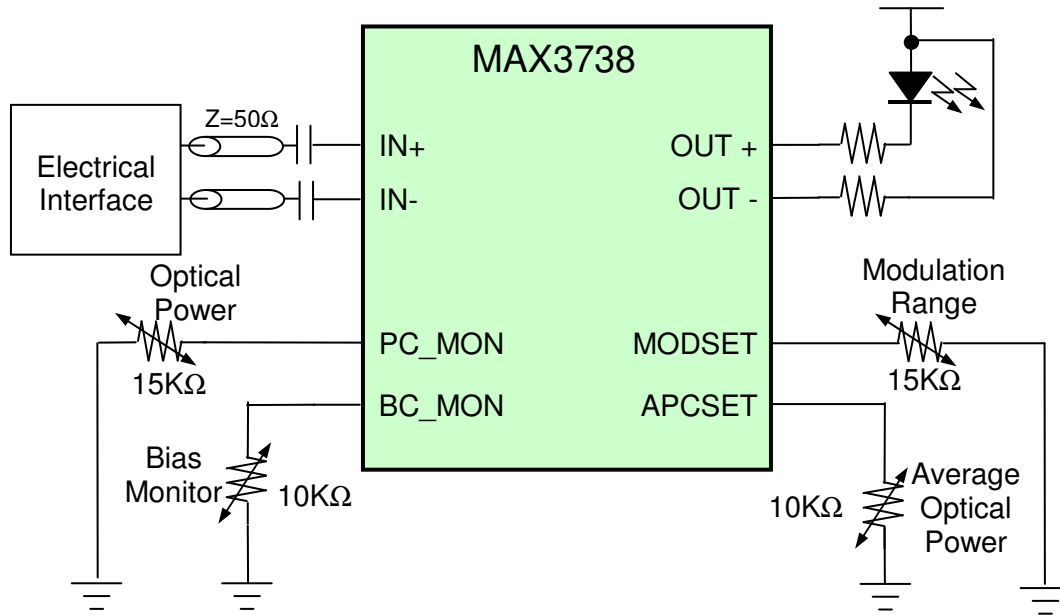 MAX3738
Z=50Ω
Electrical
Interface
IN+
IN-
OUT +
OUT -
Optical
Power
15KΩ
PC_MON
BC_MON
Bias
Monitor
10KΩ
MODSET
APCSET
Modulation
Range
15KΩ
10KΩ
Average
Optical
Power